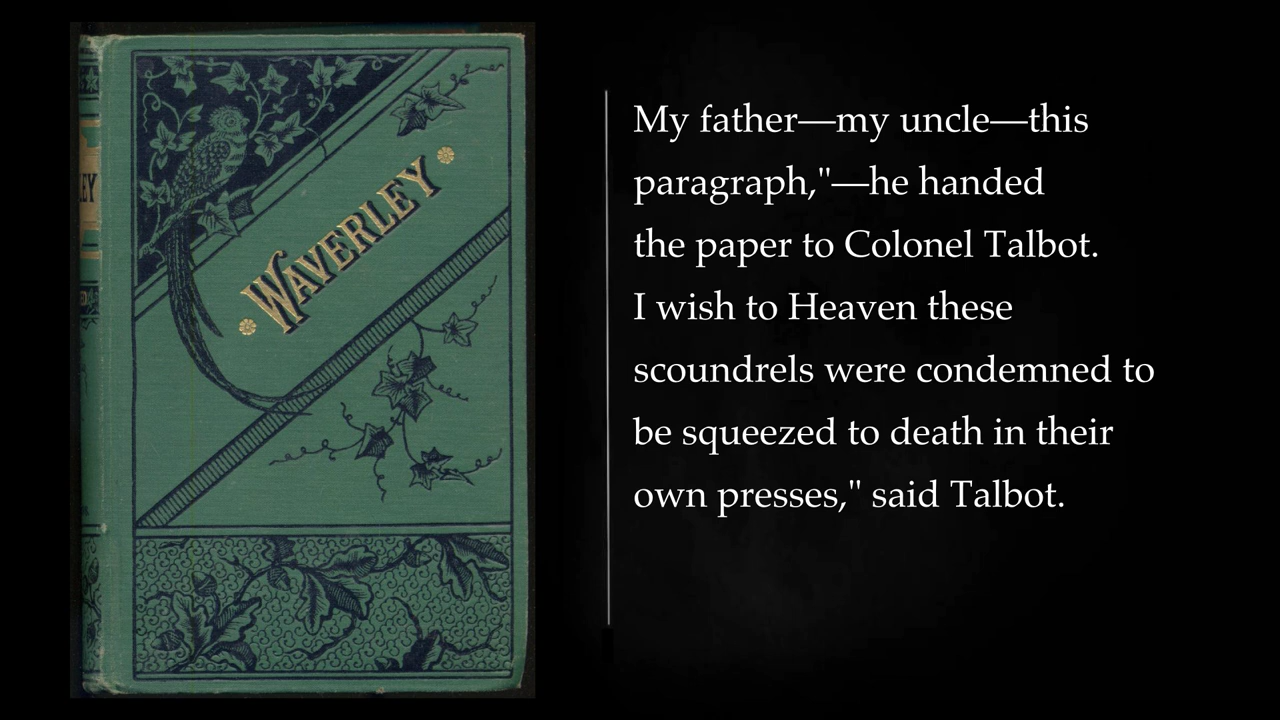 WAVERLEY
EY
My father—my uncle—this
paragraph,"—he handed
the paper to Colonel Talbot.
I wish to Heaven these
scoundrels were condemned to
be squeezed to death in their
own presses," said Talbot.